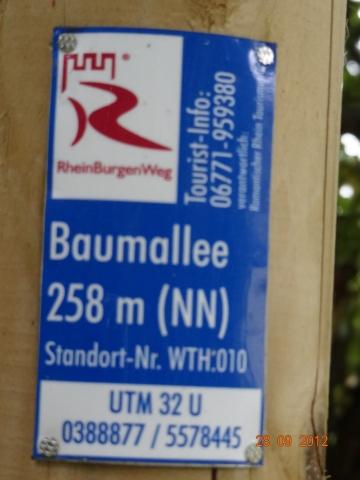 RheinBurgenWeg
Tourist-Info:
06771-959380
verantwortlich:
Romantischer Rhein Tourismus
Baumallee
258 m (NN)
Standort-Nr. WTH:010
UTM 32 U
0388877 / 5578445
28 09 2012